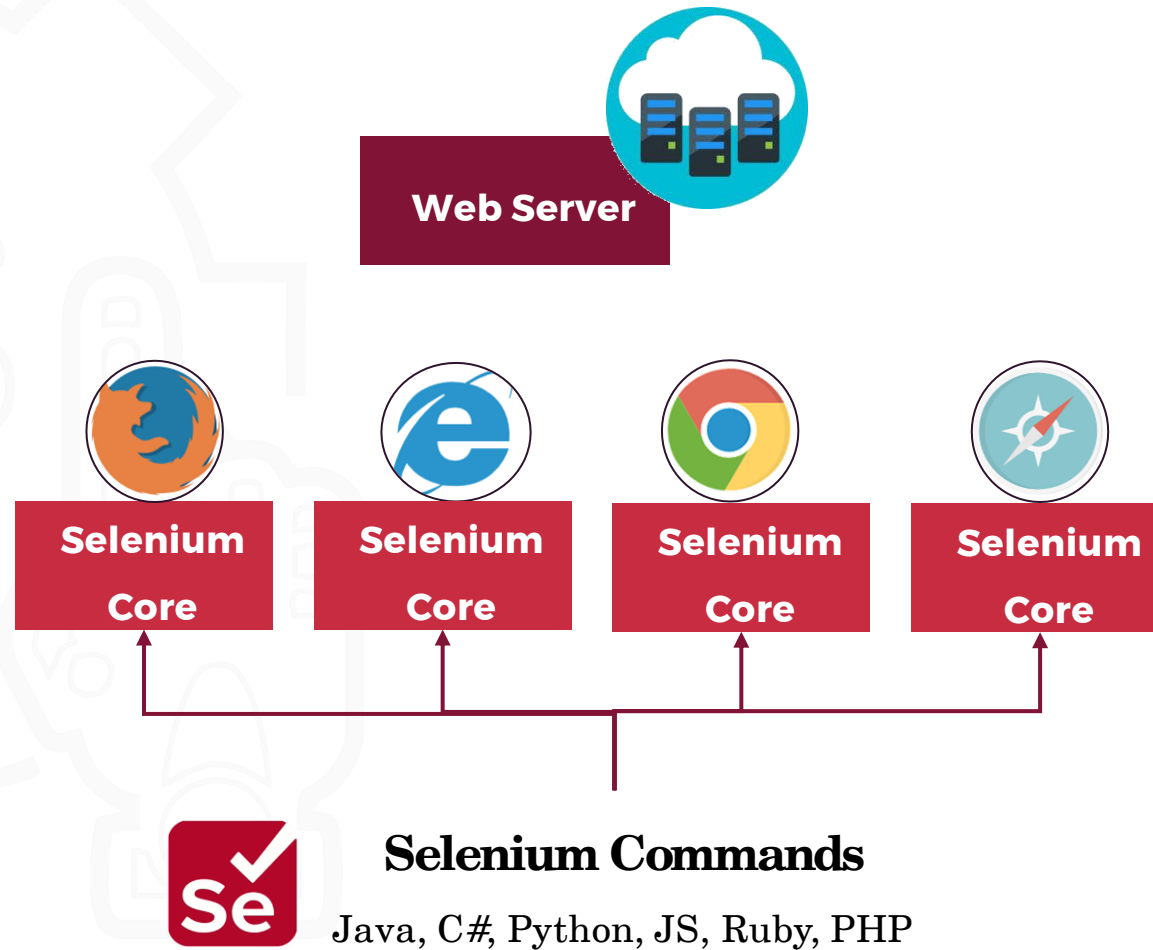 Web Server
Selenium
Core
Selenium
Core
Selenium
Core
Selenium
Core
Se
Selenium Commands
Java, C#, Python, JS, Ruby, PHP